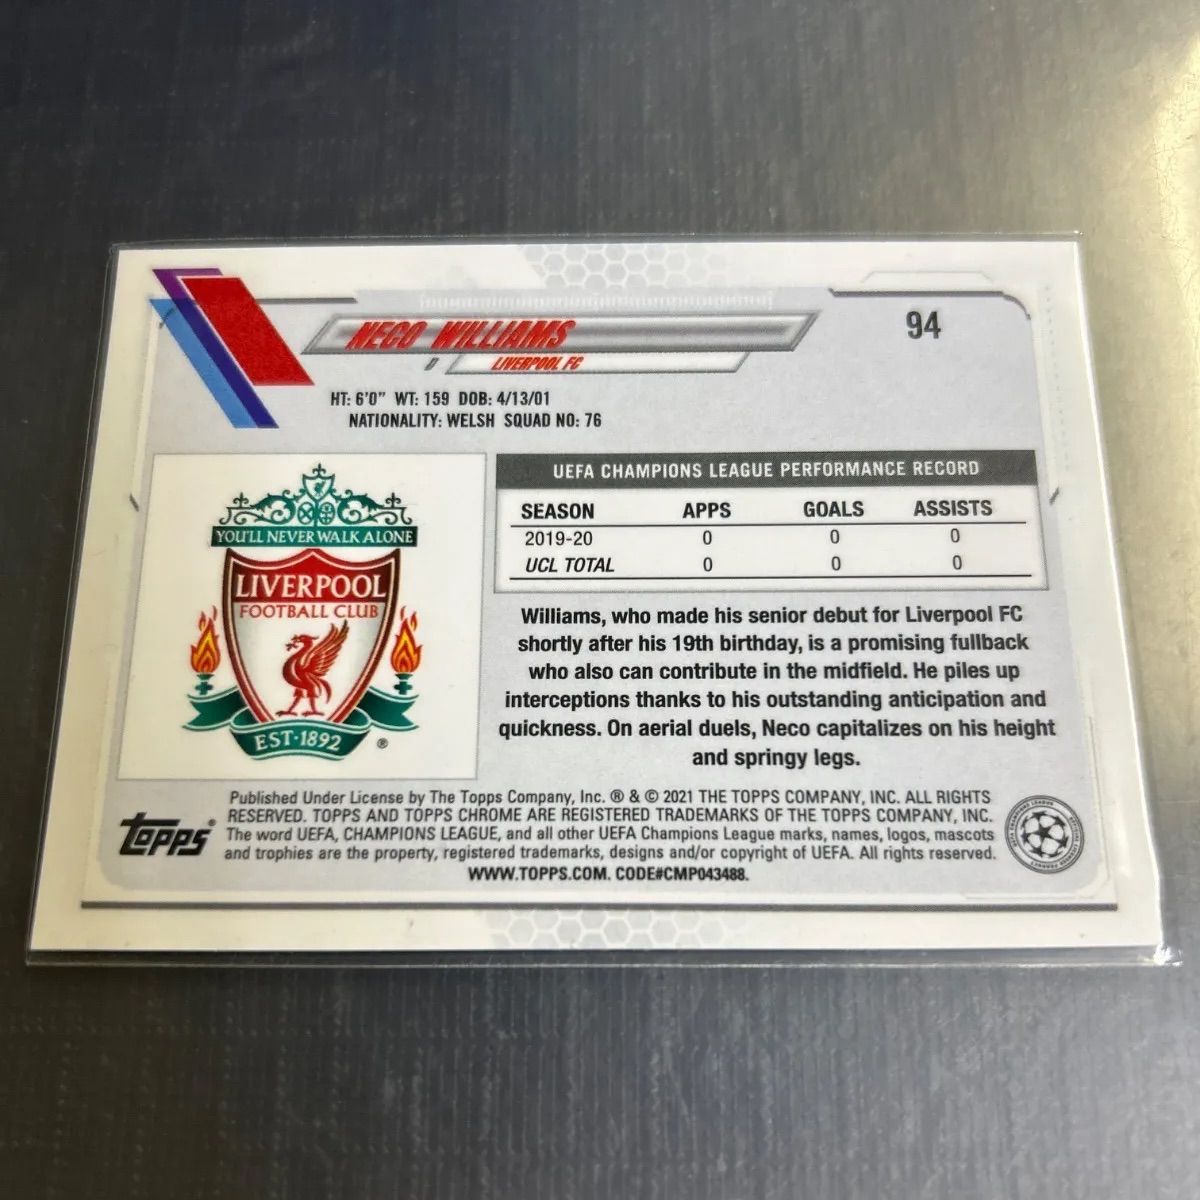 NECO WILLIAMS
94
D LIVERPOOL FC
HT: 6'0" WT: 159 DOB: 4/13/01
NATIONALITY: WELSH SQUAD NO: 76
YOU'LL NEVER WALK ALONE
LIVERPOOL
FOOTBALL CLUB
EST·1892 ®
UEFA CHAMPIONS LEAGUE PERFORMANCE RECORD
SEASON APPS GOALS ASSISTS
2019-20 0 0 0
UCL TOTAL 0 0 0
Williams, who made his senior debut for Liverpool FC
shortly after his 19th birthday, is a promising fullback
who also can contribute in the midfield. He piles up
interceptions thanks to his outstanding anticipation and
quickness. On aerial duels, Neco capitalizes on his height
and springy legs.
Topps®
Published Under License by The Topps Company, Inc. ® & © 2021 THE TOPPS COMPANY, INC. ALL RIGHTS
RESERVED. TOPPS AND TOPPS CHROME ARE REGISTERED TRADEMARKS OF THE TOPPS COMPANY, INC.
The word UEFA, CHAMPIONS LEAGUE, and all other UEFA Champions League marks, names, logos, mascots
and trophies are the property, registered trademarks, designs and/or copyright of UEFA. All rights reserved.
WWW.TOPPS.COM. CODE#CMP043488.
UEFA CHAMPIONS LEAGUE OFFICIAL LICENSED PRODUCT